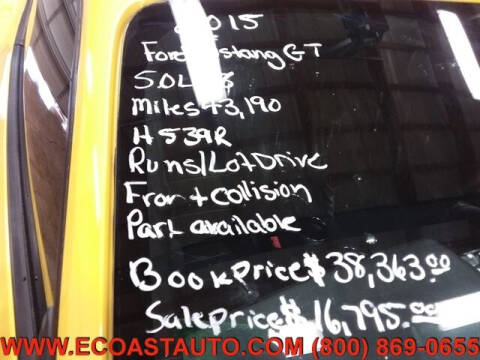 2015
Ford Mustang GT
5.0L V8
Miles 43,190
H539R
Runs/Lot Drive
Front Collision
Part available
Book Price $ 38,363.00
Sale price $ 16,795.00
WWW.ECOASTAUTO.COM (800) 869-0655